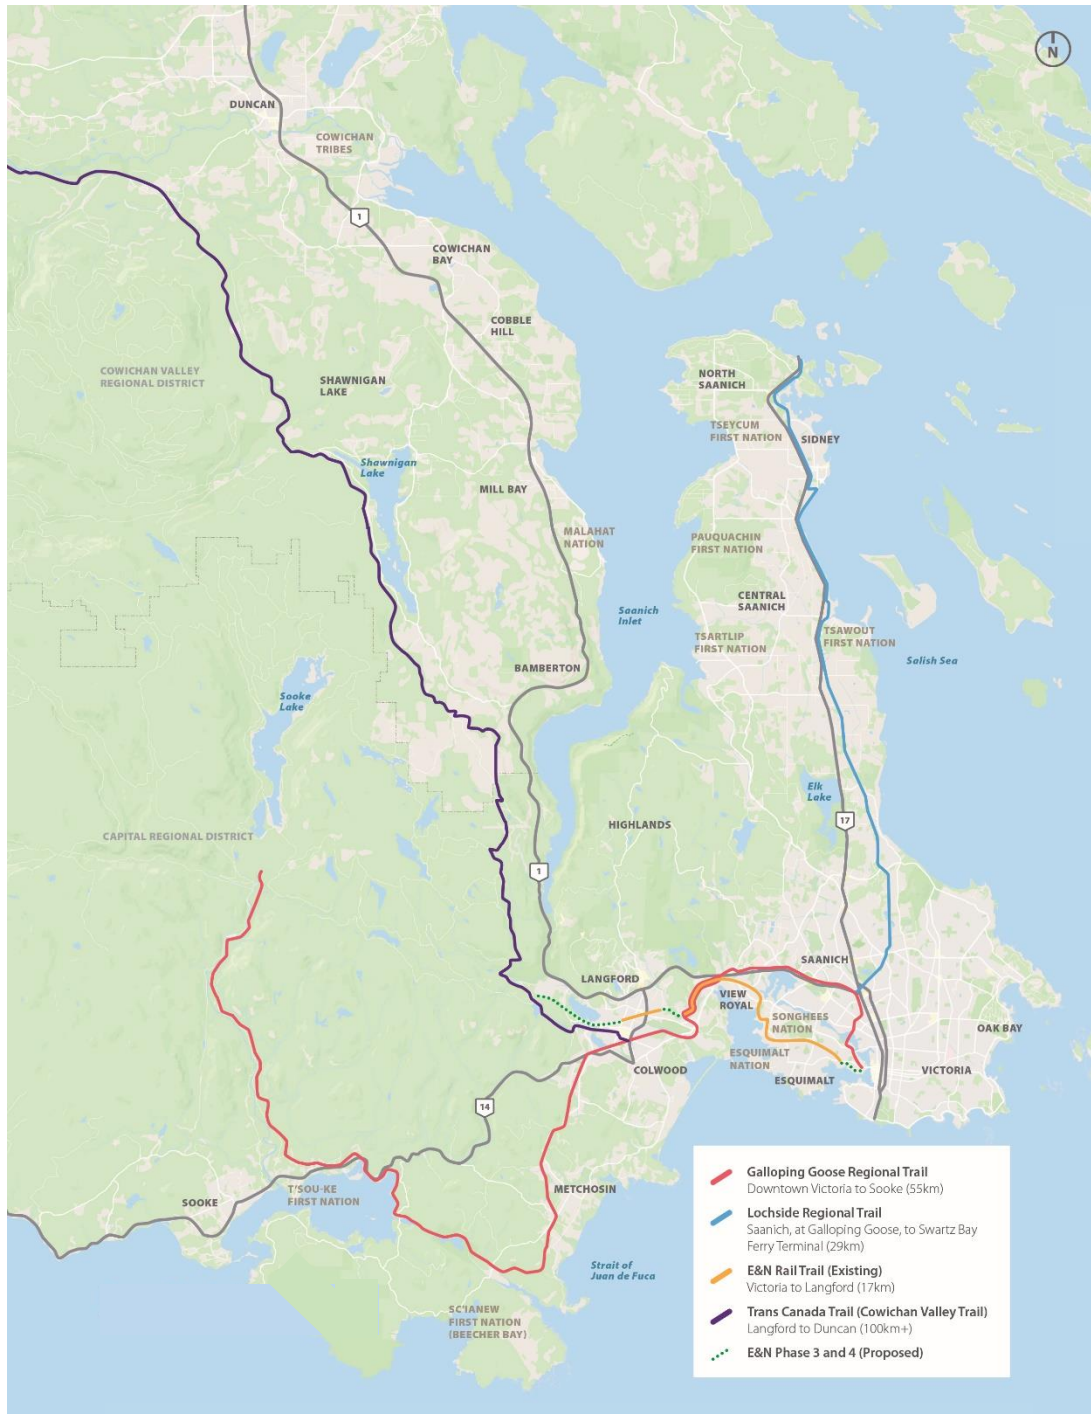 N
DUNCAN
COWICHAN
TRIBES
1
COWICHAN
BAY
COBBLE
HILL
COWICHAN VALLEY
REGIONAL DISTRICT
SHAWNIGAN
LAKE
NORTH
SAANICH
TSEYCUM
FIRST NATION
SIDNEY
Shawnigan
Lake
MILL BAY
MALAHAT
NATION
PAUQUACHIN
FIRST NATION
CENTRAL
SAANICH
Saanich
Inlet
TSARTLIP
FIRST NATION
TSAWOUT
FIRST NATION
Salish Sea
BAMBERTON
Sooke
Lake
Elk
Lake
HIGHLANDS
17
CAPITAL REGIONAL DISTRICT
1
SAANICH
LANGFORD
VIEW
ROYAL
SONGHEES
NATION
OAK BAY
ESQUIMALT
NATION
COLWOOD
ESQUIMALT
VICTORIA
14
METCHOSIN
SOOKE
T'SOU-KE
FIRST NATION
Strait of
Juan de Fuca
SC'IANEW
FIRST NATION
(BEECHER BAY)
Galloping Goose Regional Trail
Downtown Victoria to Sooke (55km)
Lochside Regional Trail
Saanich, at Galloping Goose, to Swartz Bay
Ferry Terminal (29km)
E&N Rail Trail (Existing)
Victoria to Langford (17km)
Trans Canada Trail (Cowichan Valley Trail)
Langford to Duncan (100km+)
E&N Phase 3 and 4 (Proposed)